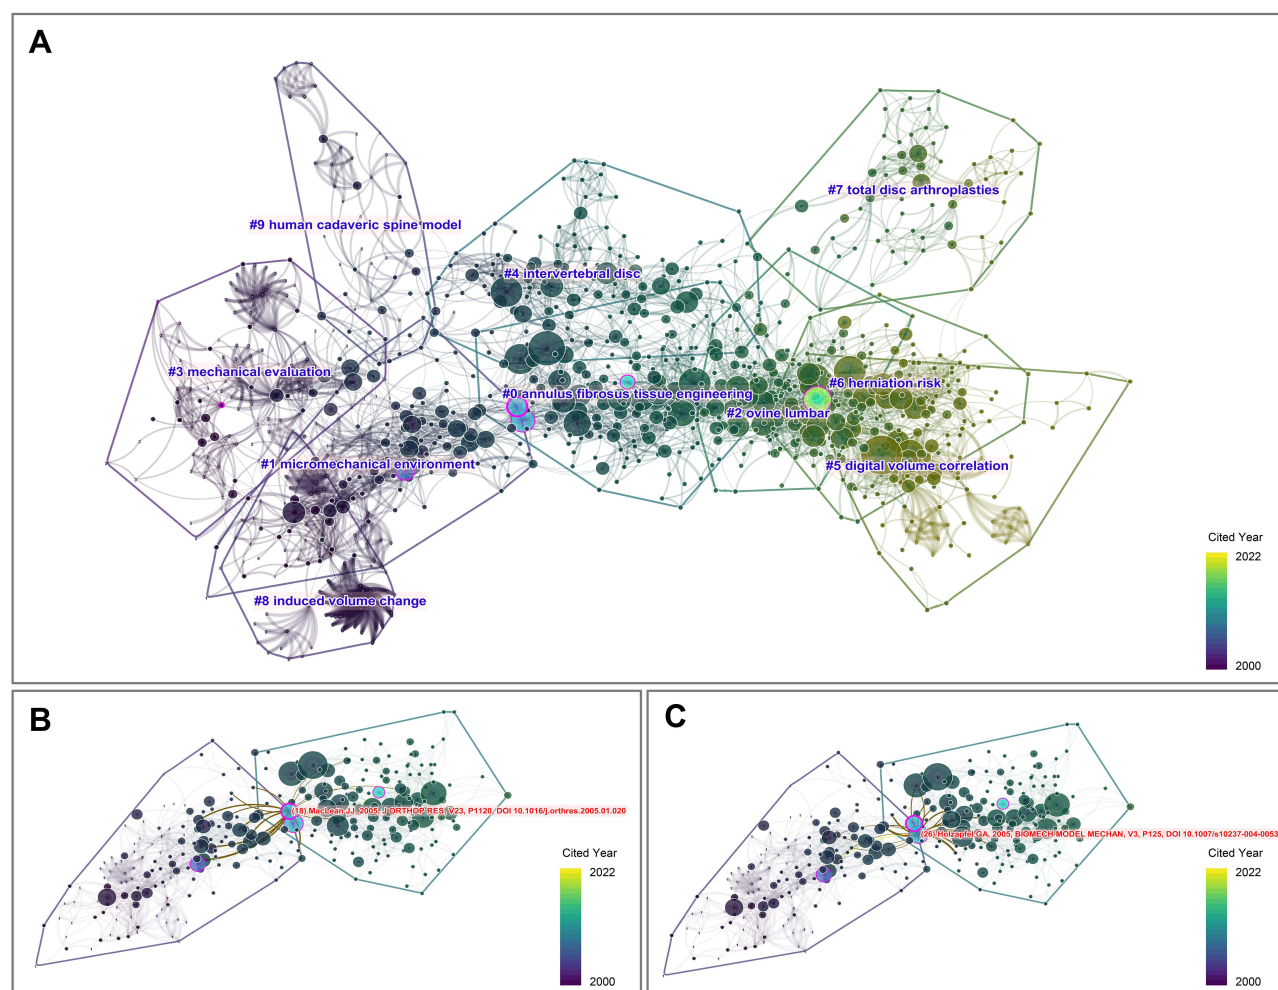 A
#7 total disc arthroplasties
#9 human cadaveric spine model
#4 intervertebral disc
#3 mechanical evaluation
#6 herniation risk
#0 annulus fibrosus tissue engineering
#2 ovine lumbar
#1 micromechanical environment
#5 digital volume correlation
Cited Year
2022
2000
#8 induced volume change
B
(18) MacLean JJ, 2005, J ORTHOP RES, V23, P1120, DOI 10.1016/j.orthres.2005.01.020
Cited Year
2022
2000
C
(26) Holzapfel GA, 2005, BIOMECH MODEL MECHAN, V3, P125, DOI 10.1007/s10237-004-0053
Cited Year
2022
2000